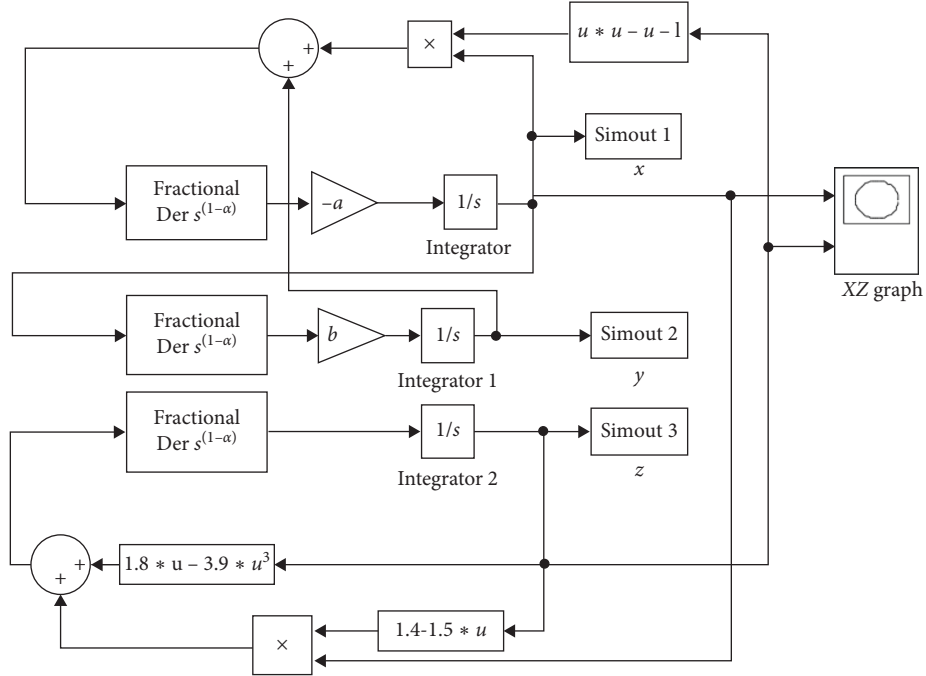 +
+
×
u * u – u – 1
Simout 1
x
Fractional
Der s^(1–α)
–a
1/s
Integrator
XZ graph
Fractional
Der s^(1–α)
b
1/s
Integrator 1
Simout 2
y
Fractional
Der s^(1–α)
1/s
Integrator 2
Simout 3
z
+
+
1.8 * u – 3.9 * u³
×
1.4-1.5 * u